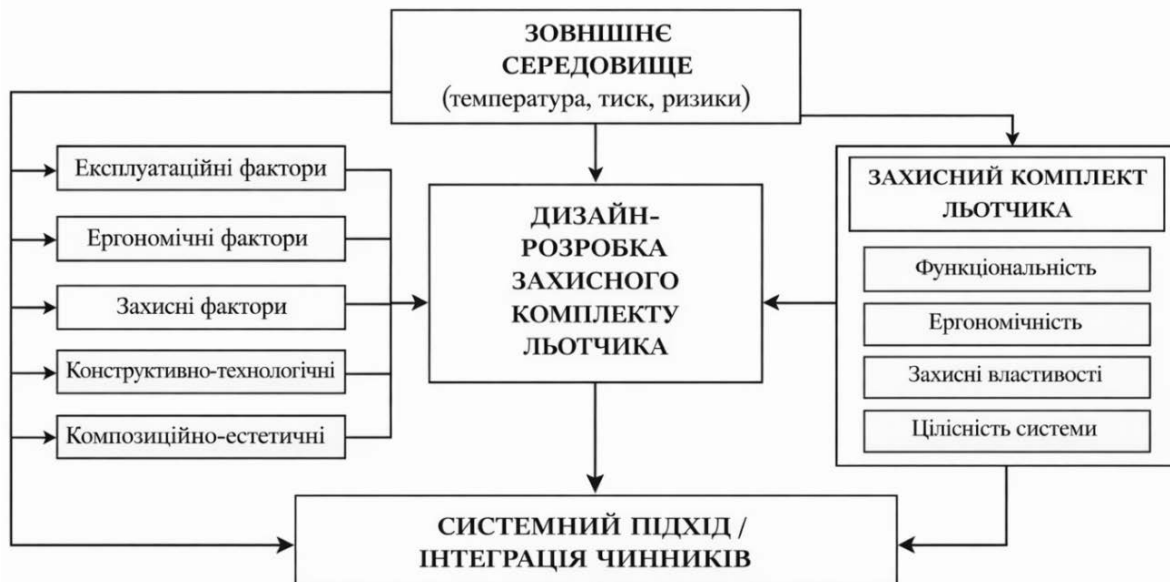 ЗОВНІШНЄ
СЕРЕДОВИЩЕ
(температура, тиск, ризики)
Експлуатаційні фактори
Ергономічні фактори
Захисні фактори
Конструктивно-технологічні
Композиційно-естетичні
ДИЗАЙН-
РОЗРОБКА
ЗАХИСНОГО
КОМПЛЕКТУ
ЛЬОТЧИКА
ЗАХИСНИЙ КОМПЛЕКТ
ЛЬОТЧИКА
Функціональність
Ергономічність
Захисні властивості
Цілісність системи
СИСТЕМНИЙ ПІДХІД /
ІНТЕГРАЦІЯ ЧИННИКІВ